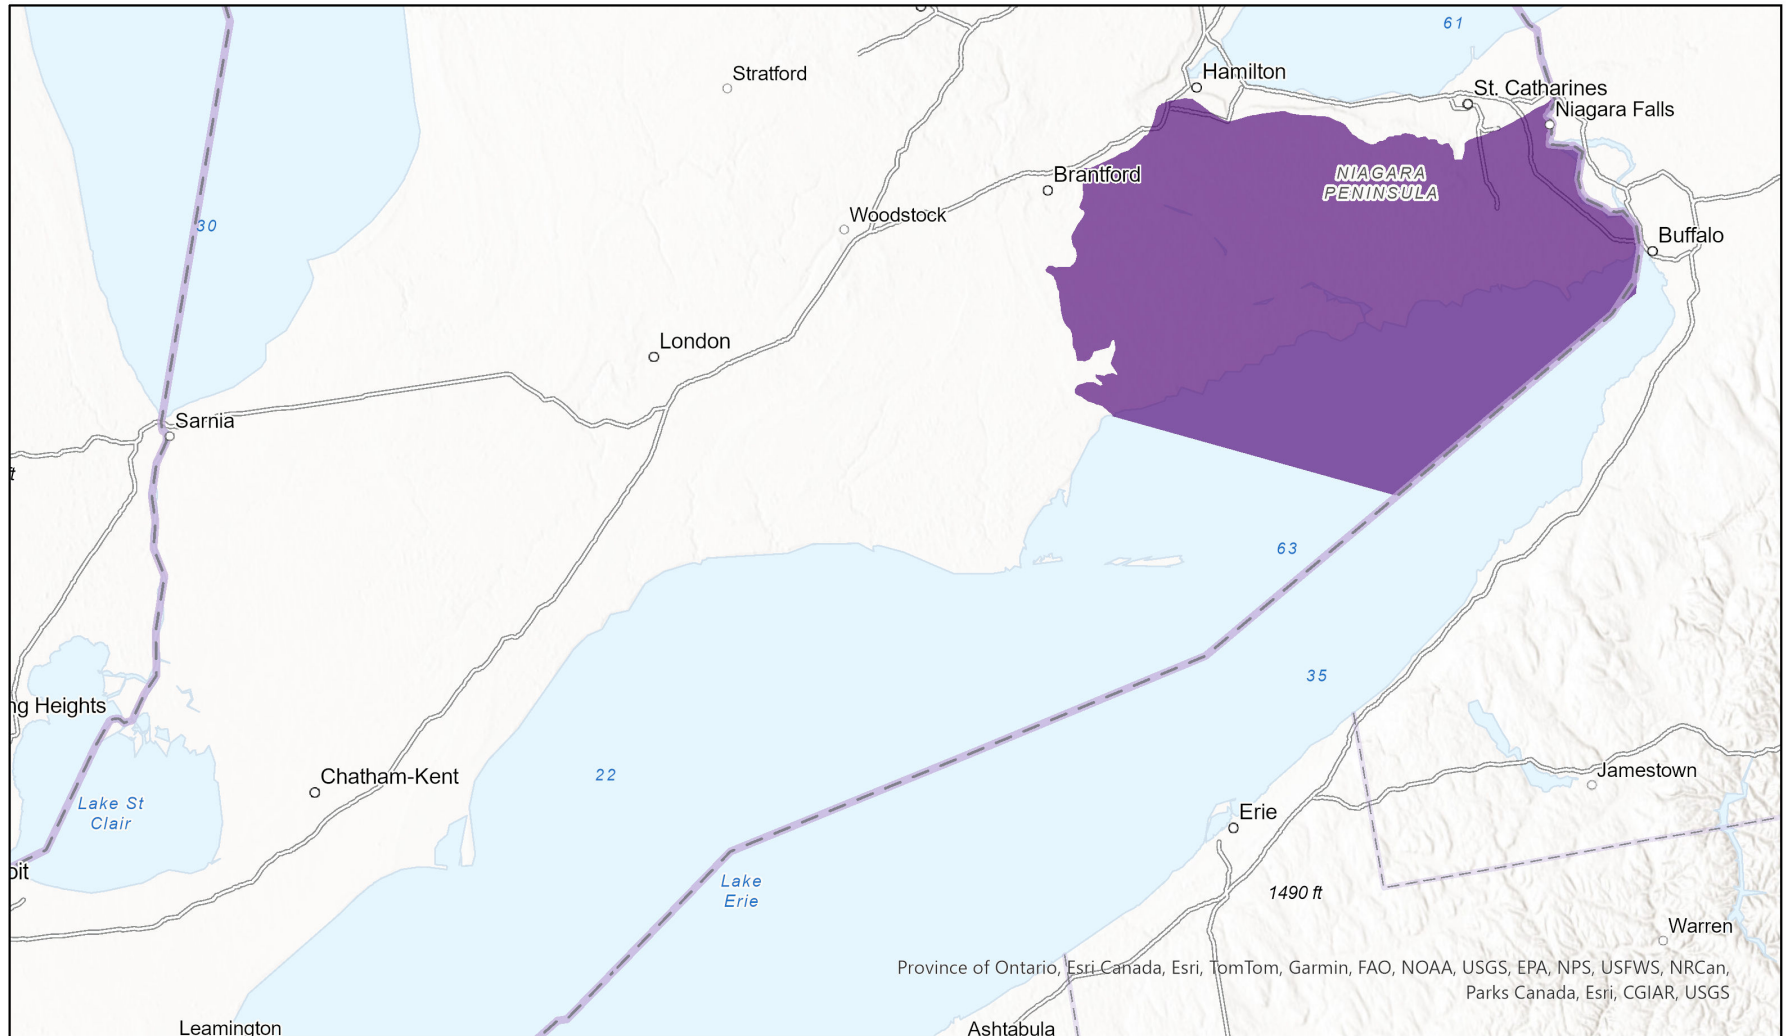 61
Hamilton
Stratford
St. Catharines
Niagara Falls
NIAGARA
PENINSULA
Brantford
Woodstock
30
Buffalo
London
Sarnia
63
35
ng Heights
Jamestown
Chatham-Kent
22
Lake St
Clair
Erie
oit
Lake
Erie
1490 ft
Warren
Province of Ontario, Esri Canada, Esri, TomTom, Garmin, FAO, NOAA, USGS, EPA, NPS, USFWS, NRCan,
Parks Canada, Esri, CGIAR, USGS
Leamington
Ashtabula